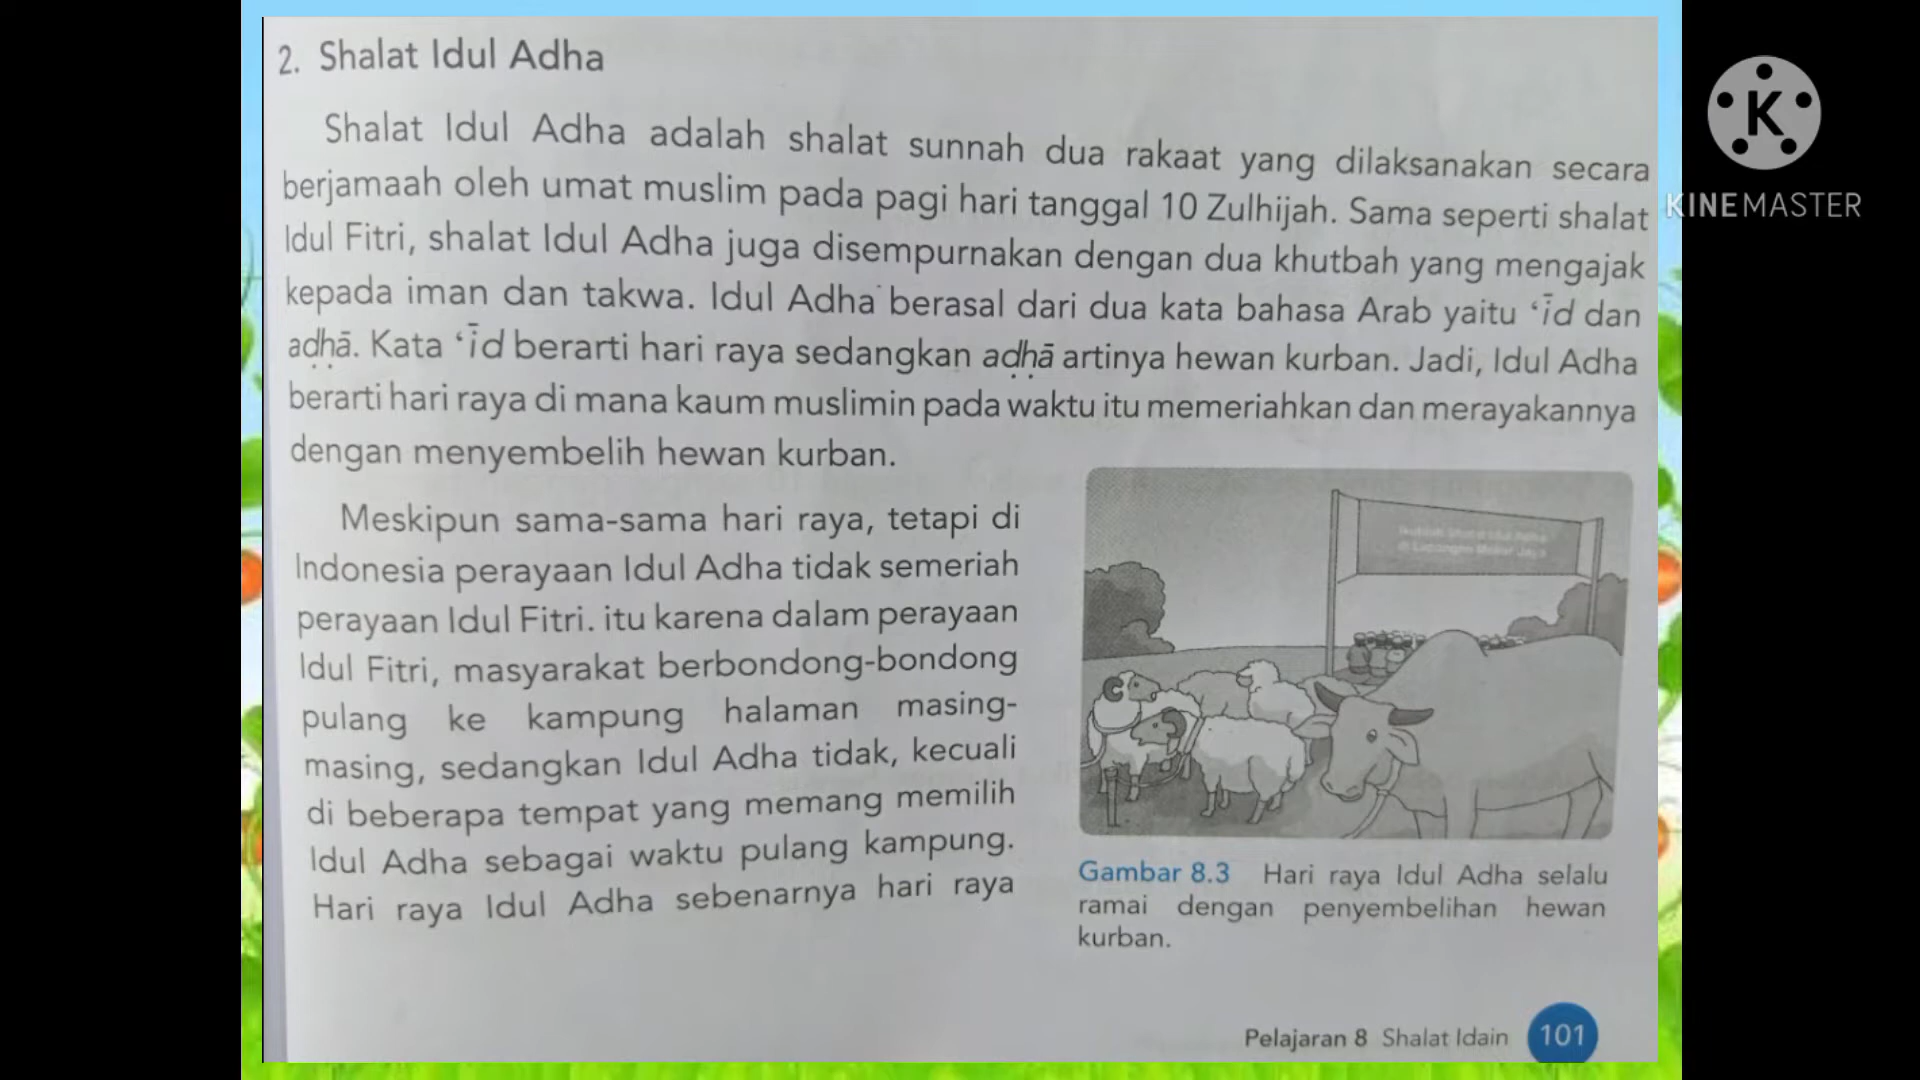 2. Shalat Idul Adha
Shalat Idul Adha adalah shalat sunnah dua rakaat yang dilaksanakan secara
berjamaah oleh umat muslim pada pagi hari tanggal 10 Zulhijah. Sama seperti shalat
Idul Fitri, shalat Idul Adha juga disempurnakan dengan dua khutbah yang mengajak
kepada iman dan takwa. Idul Adha berasal dari dua kata bahasa Arab yaitu ‘īd dan
aḍḥā. Kata ‘īd berarti hari raya sedangkan aḍḥā artinya hewan kurban. Jadi, Idul Adha
berarti hari raya di mana kaum muslimin pada waktu itu memeriahkan dan merayakannya
dengan menyembelih hewan kurban.
Meskipun sama-sama hari raya, tetapi di
Indonesia perayaan Idul Adha tidak semeriah
perayaan Idul Fitri. itu karena dalam perayaan
Idul Fitri, masyarakat berbondong-bondong
pulang ke kampung halaman masing-
masing, sedangkan Idul Adha tidak, kecuali
di beberapa tempat yang memang memilih
Idul Adha sebagai waktu pulang kampung.
Hari raya Idul Adha sebenarnya hari raya
Shalat Idul Adha
di Lapangan
Gambar 8.3 Hari raya Idul Adha selalu
ramai dengan penyembelihan hewan
kurban.
Pelajaran 8 Shalat Idain 101
K
KINEMASTER